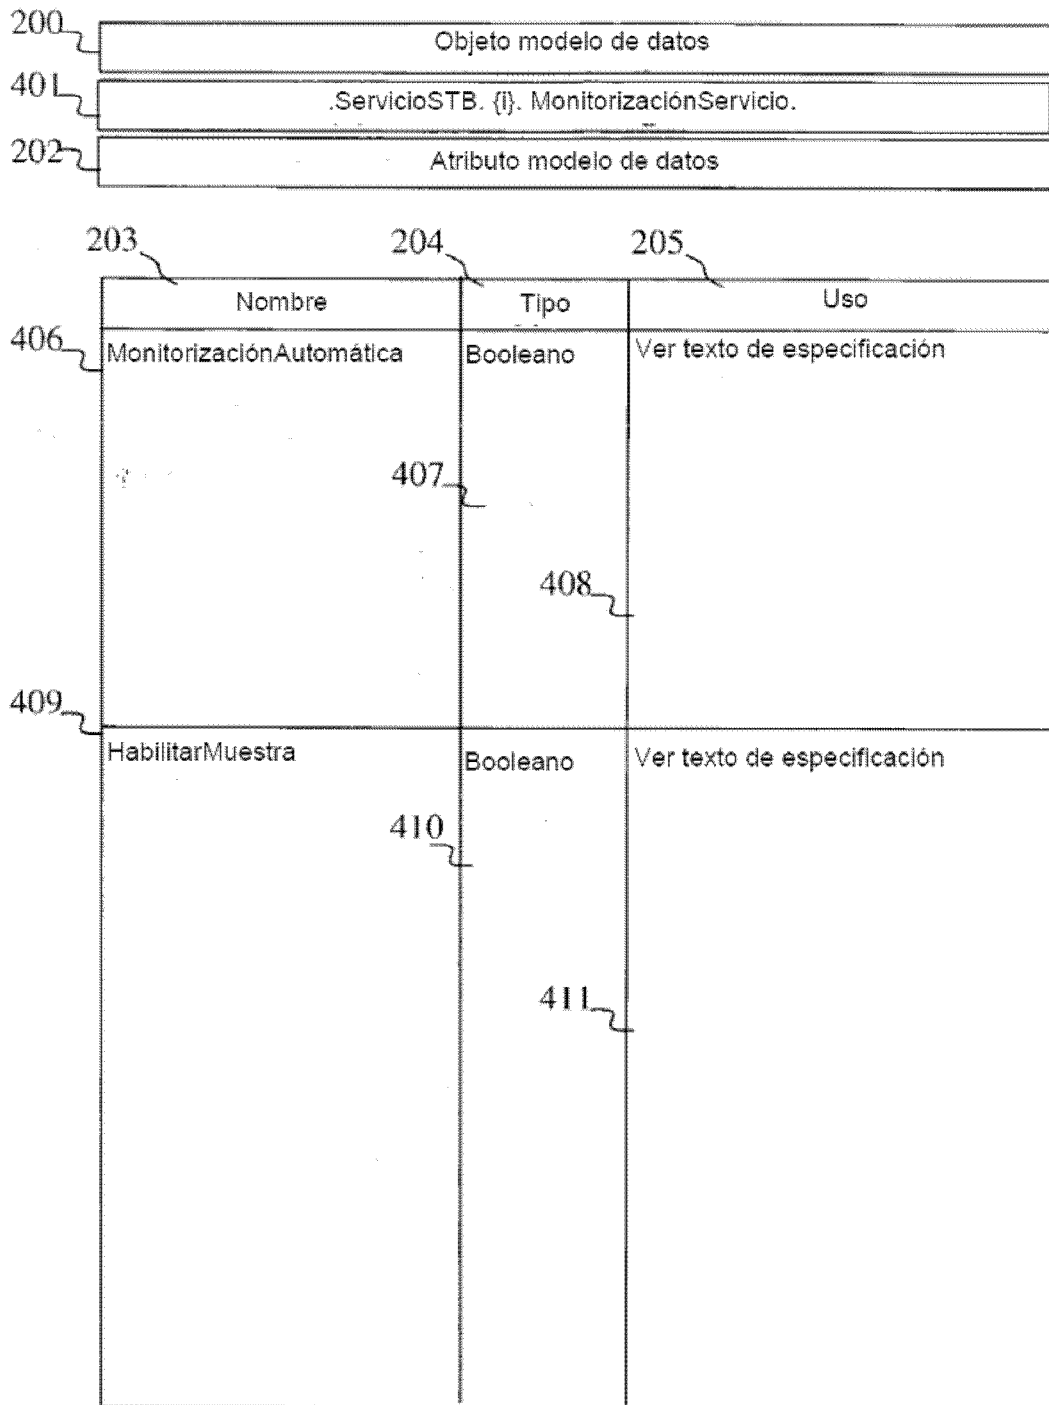 200
Objeto modelo de datos
401
.ServicioSTB. {i}. MonitorizaciónServicio.
202
Atributo modelo de datos
203
204
205
Nombre
Tipo
Uso
406
MonitorizaciónAutomática
Booleano
Ver texto de especificación
407
408
409
HabilitarMuestra
Booleano
Ver texto de especificación
410
411